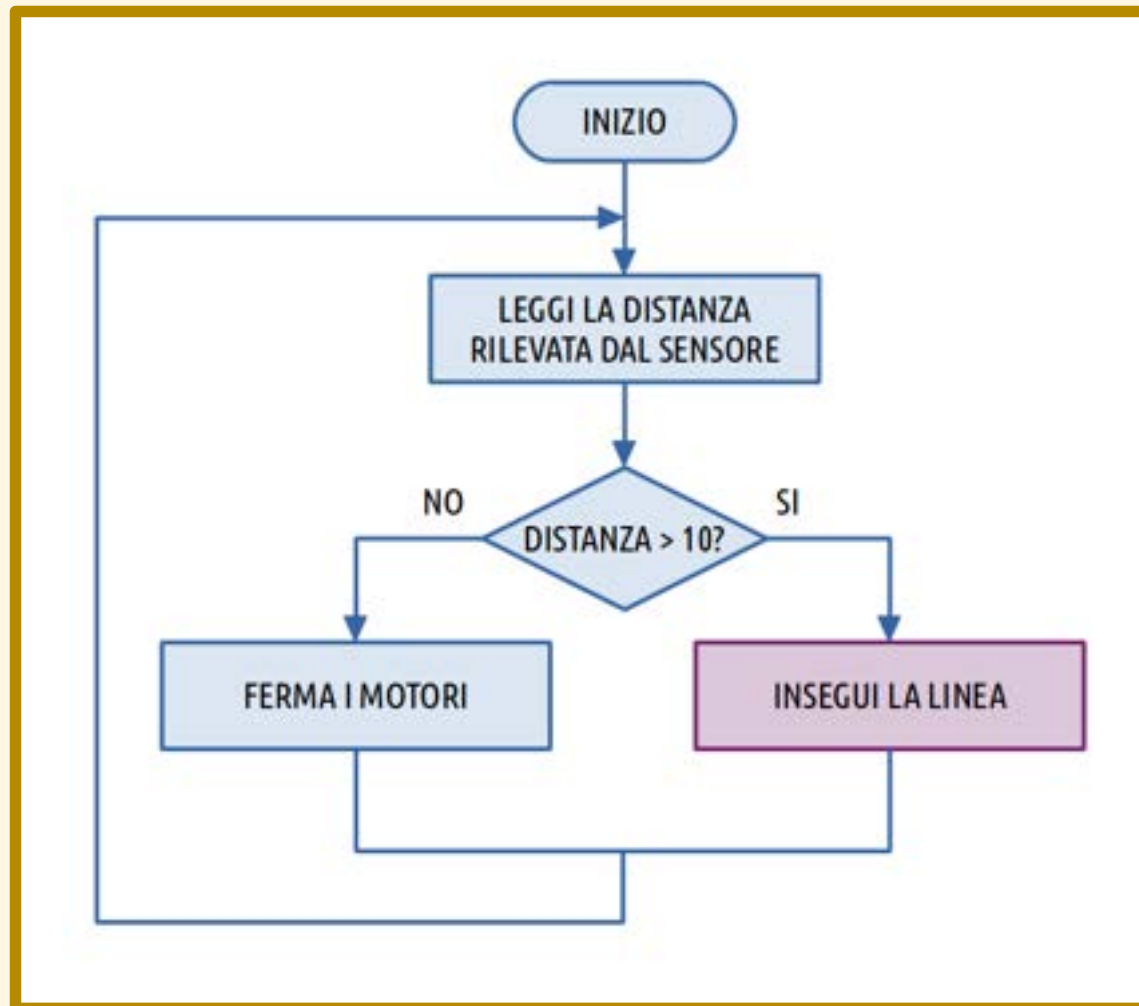 INIZIO
LEGGI LA DISTANZA
RILEVATA DAL SENSORE
NO
SI
DISTANZA > 10?
FERMA I MOTORI
INSEGUI LA LINEA